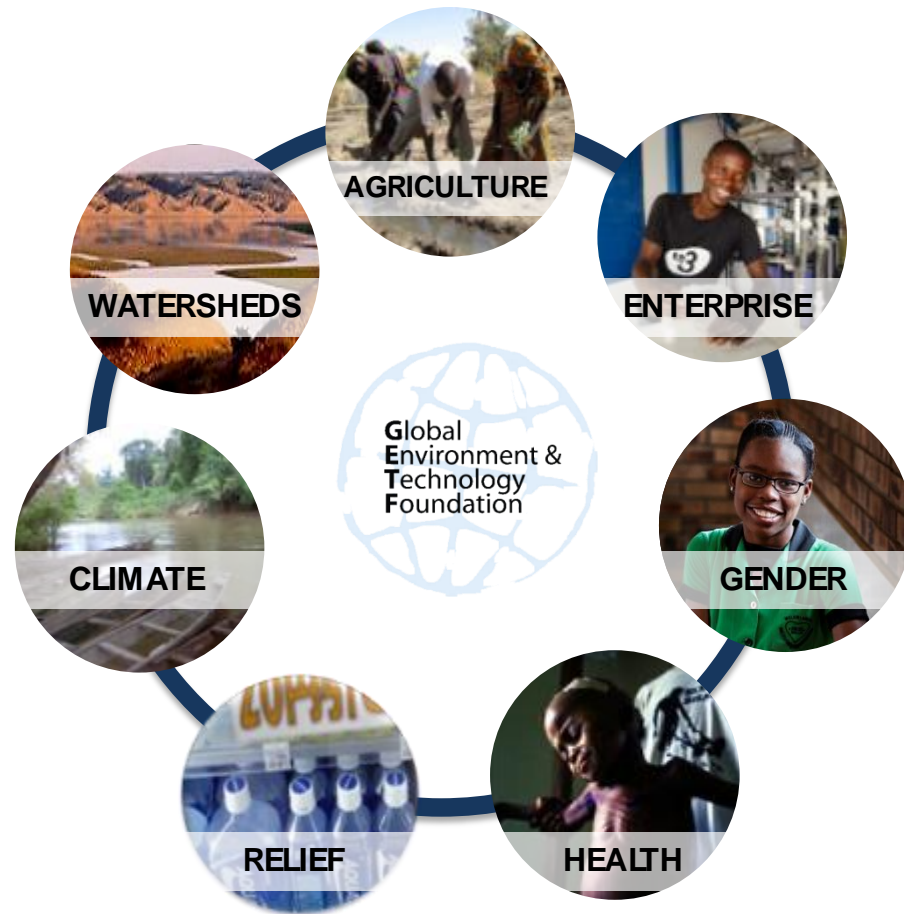 AGRICULTURE
ENTERPRISE
GENDER
HEALTH
RELIEF
CLIMATE
WATERSHEDS
Global
Environment &
Technology
Foundation